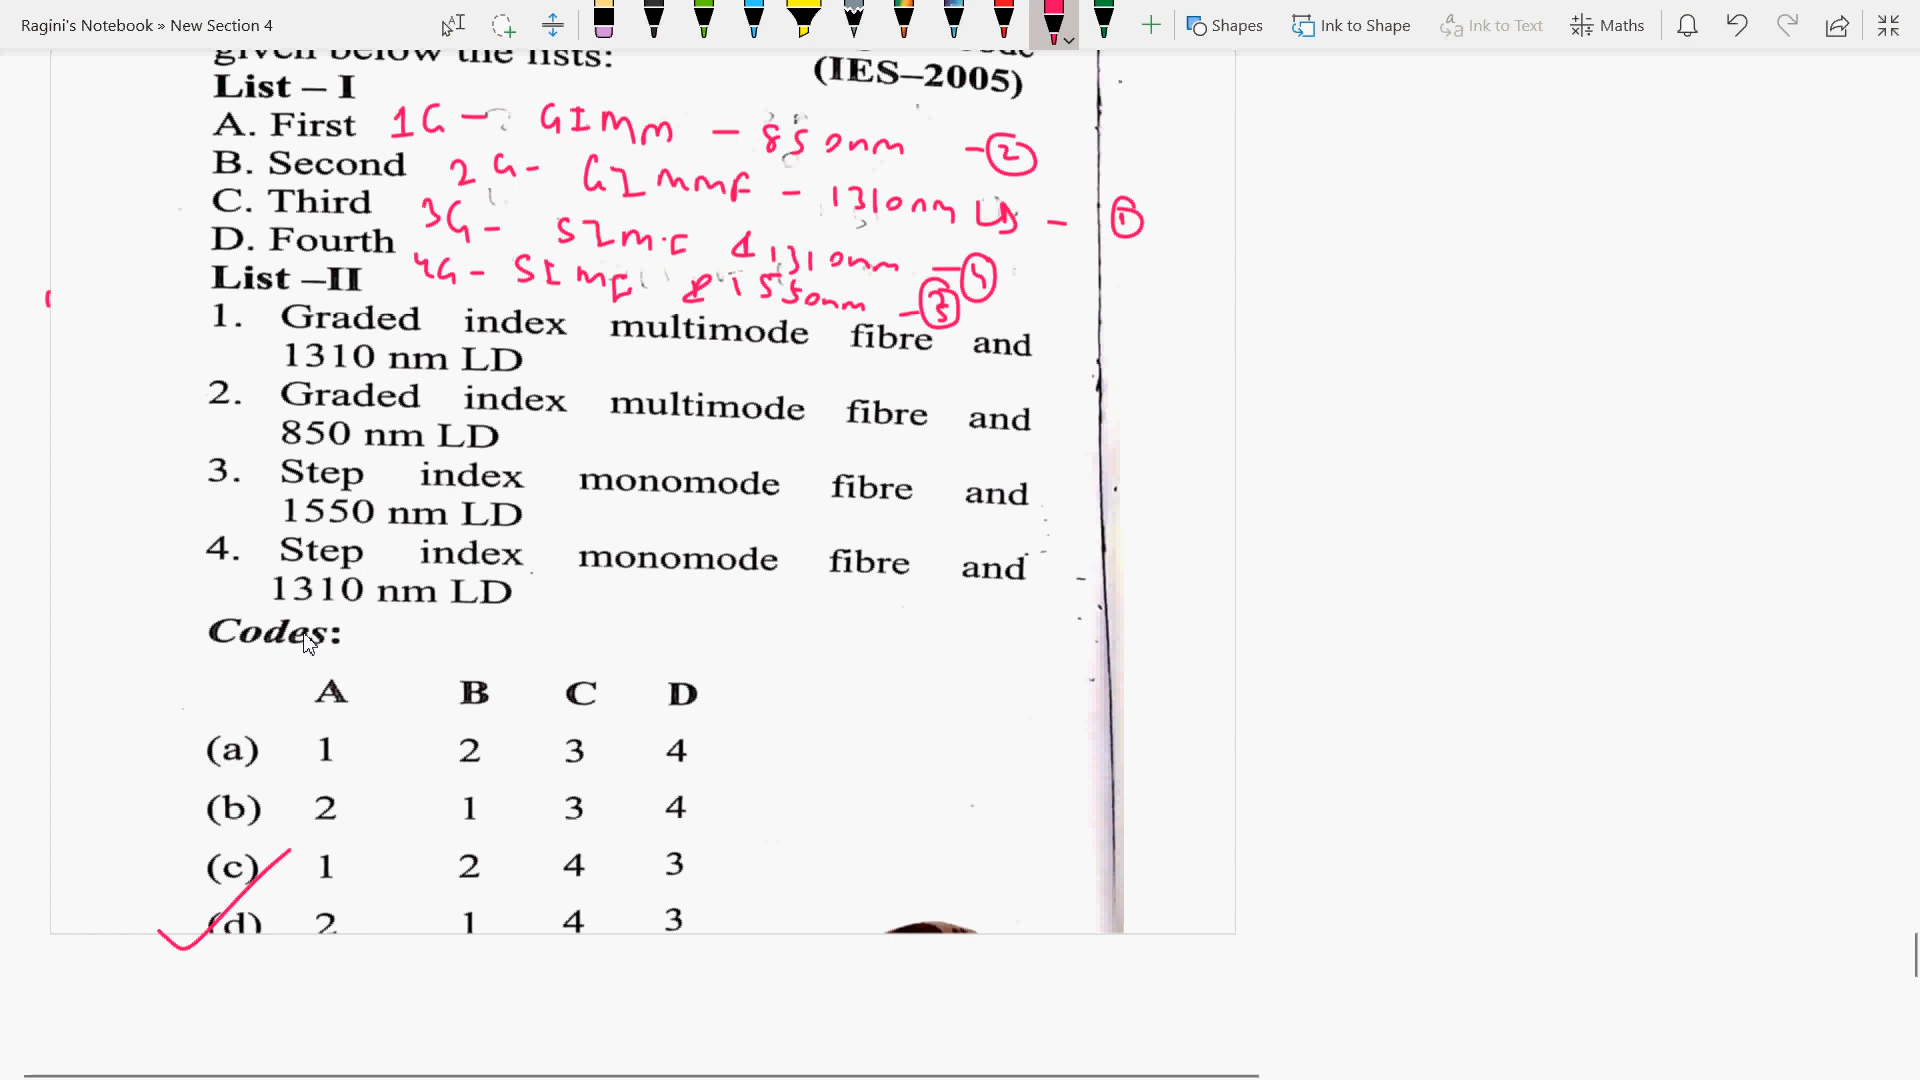 Ragini's Notebook » New Section 4
Shapes
Ink to Shape
Ink to Text
Maths
given below the lists:
(IES–2005)
List – I
A. First 1G – GIMM – 850nm – 2
B. Second 2G - GIMMF – 1310nm LD – 1
C. Third 3G – SIMF & 1310nm – 4
D. Fourth 4G – SIMF & 1550nm – 3
List –II
1. Graded index multimode fibre and
1310 nm LD
2. Graded index multimode fibre and
850 nm LD
3. Step index monomode fibre and
1550 nm LD
4. Step index monomode fibre and
1310 nm LD
Codes:
A B C D
(a) 1 2 3 4
(b) 2 1 3 4
(c) 1 2 4 3
(d) 2 1 4 3